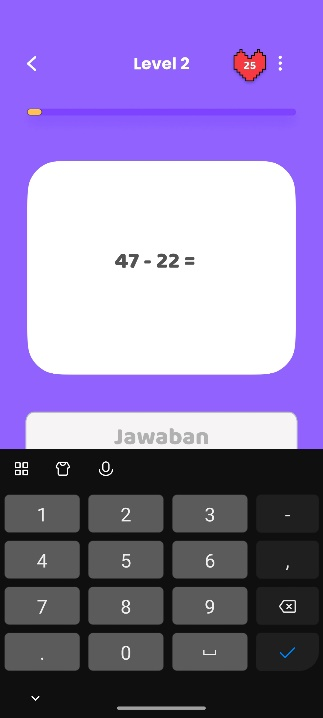 Level 2
25
47 - 22 =
Jawaban
1 2 3 -
4 5 6 ,
7 8 9
. 0